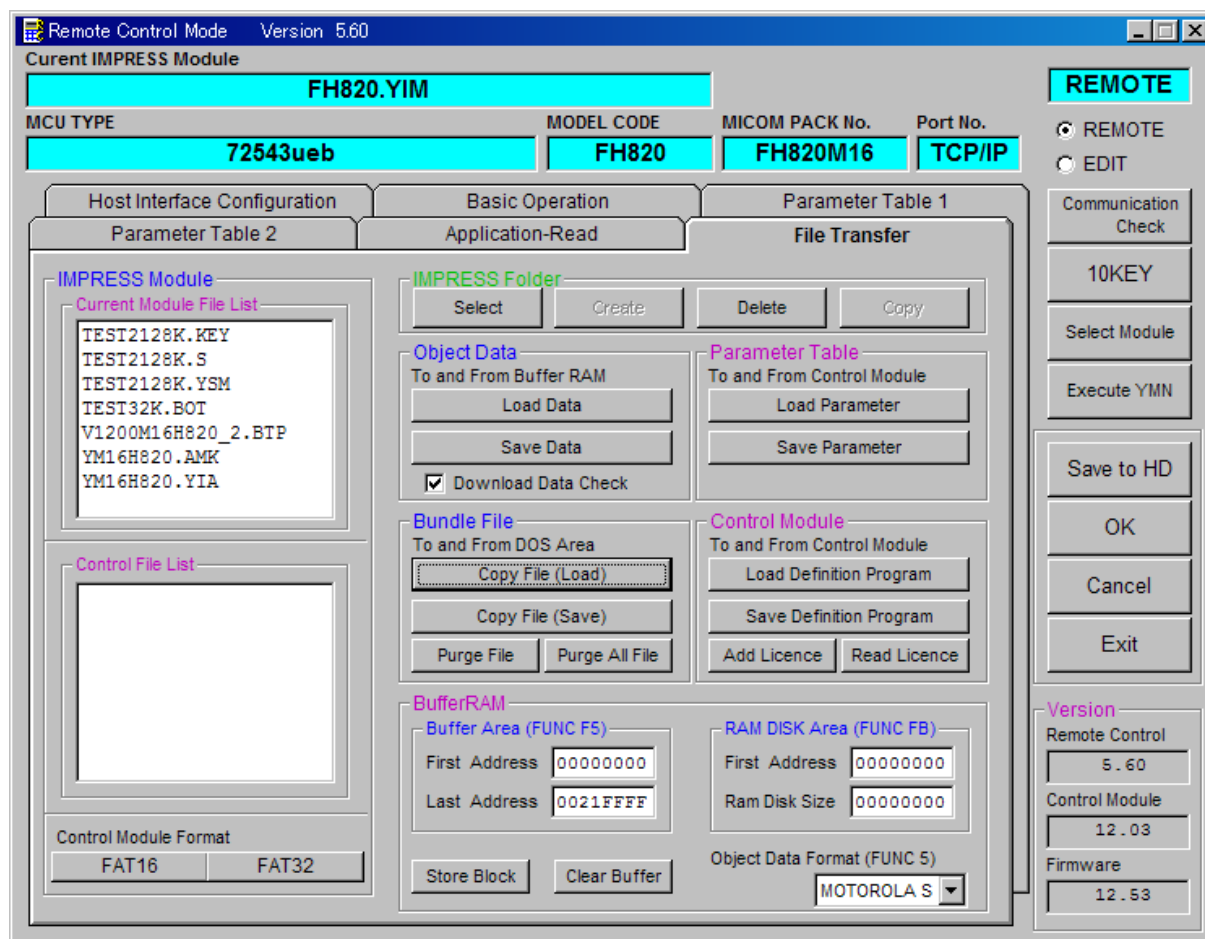 Remote Control Mode Version 5.60
Curent IMPRESS Module
FH820.YIM
MCU TYPE
MODEL CODE
MICOM PACK No.
Port No.
72543ueb
FH820
FH820M16
TCP/IP
REMOTE
REMOTE
EDIT
Host Interface Configuration
Basic Operation
Parameter Table 1
Parameter Table 2
Application-Read
File Transfer
IMPRESS Module
Current Module File List
TEST2128K.KEY
TEST2128K.S
TEST2128K.YSM
TEST32K.BOT
V1200M16H820_2.BTP
YM16H820.AMK
YM16H820.YIA
Control File List
Control Module Format
FAT16
FAT32
IMPRESS Folder
Select
Create
Delete
Copy
Object Data
To and From Buffer RAM
Load Data
Save Data
Download Data Check
Parameter Table
To and From Control Module
Load Parameter
Save Parameter
Bundle File
To and From DOS Area
Copy File (Load)
Copy File (Save)
Purge File
Purge All File
Control Module
To and From Control Module
Load Definition Program
Save Definition Program
Add Licence
Read Licence
BufferRAM
Buffer Area (FUNC F5)
First Address 00000000
Last Address 0021FFFF
RAM DISK Area (FUNC FB)
First Address 00000000
Ram Disk Size 00000000
Store Block
Clear Buffer
Object Data Format (FUNC 5)
MOTOROLA S
Communication
Check
10KEY
Select Module
Execute YMN
Save to HD
OK
Cancel
Exit
Version
Remote Control
5.60
Control Module
12.03
Firmware
12.53